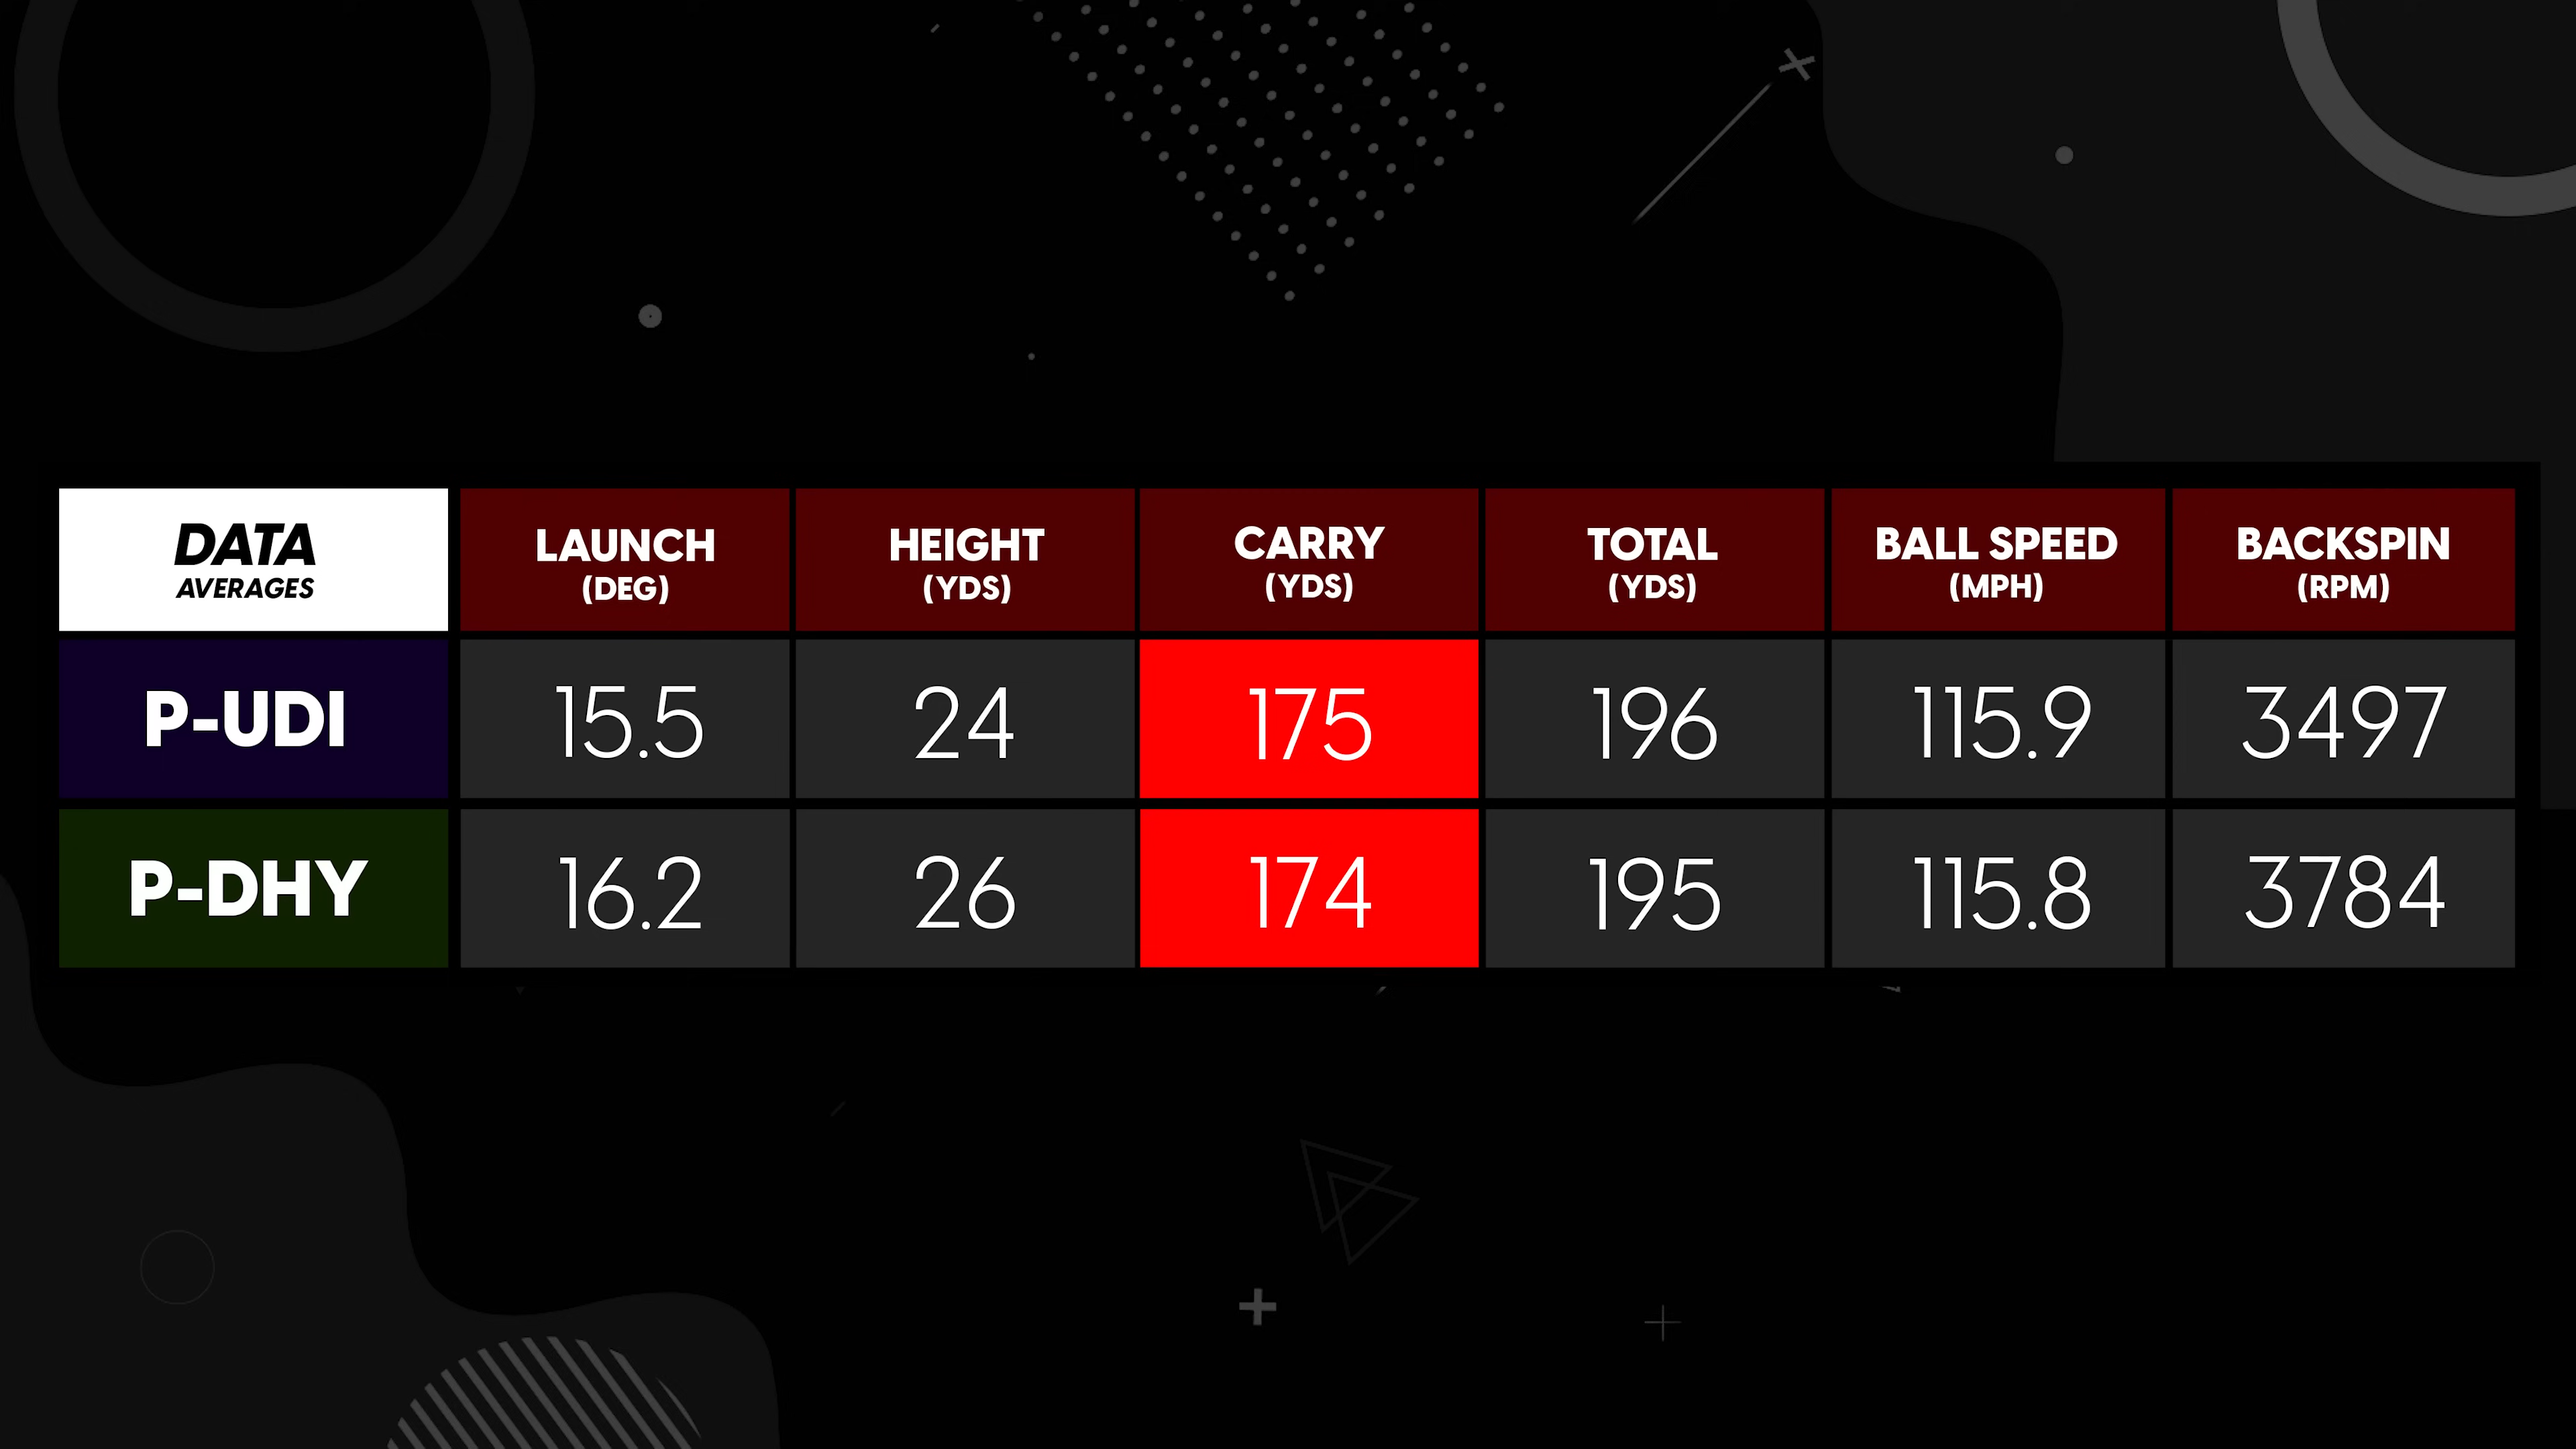 DATA
AVERAGES
LAUNCH
(DEG)
HEIGHT
(YDS)
CARRY
(YDS)
TOTAL
(YDS)
BALL SPEED
(MPH)
BACKSPIN
(RPM)
P-UDI
15.5
24
175
196
115.9
3497
P-DHY
16.2
26
174
195
115.8
3784